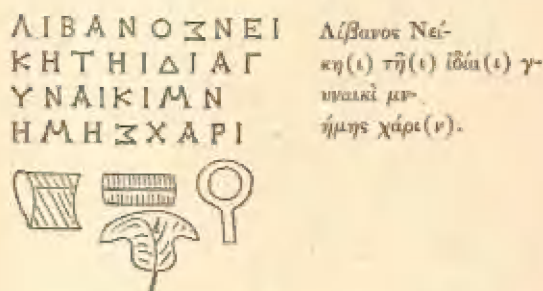 ΛΙΒΑΝΟΣΝΕΙ
ΚΗΤΗΙΔΙΑΓ
ΥΝΑΙΚΙΜΝ
ΗΜΗΣΧΑΡΙ
Λίβανος Νεί-
κη(ι) τῆ(ι) ἰδία(ι) γ-
υναικὶ μν-
ήμης χάρι(ν).